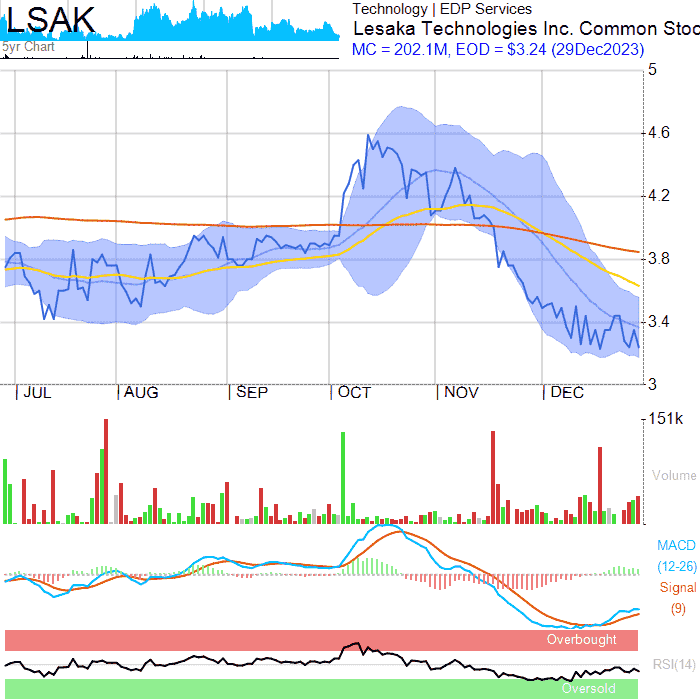 LSAK
5yr Chart
Technology | EDP Services
Lesaka Technologies Inc. Common Stoc
MC = 202.1M, EOD = $3.24 (29Dec2023)
5
4.6
4.2
3.8
3.4
3
JUL AUG SEP OCT NOV DEC
151k
Volume
MACD
(12-26)
Signal
(9)
Overbought
RSI(14)
Oversold